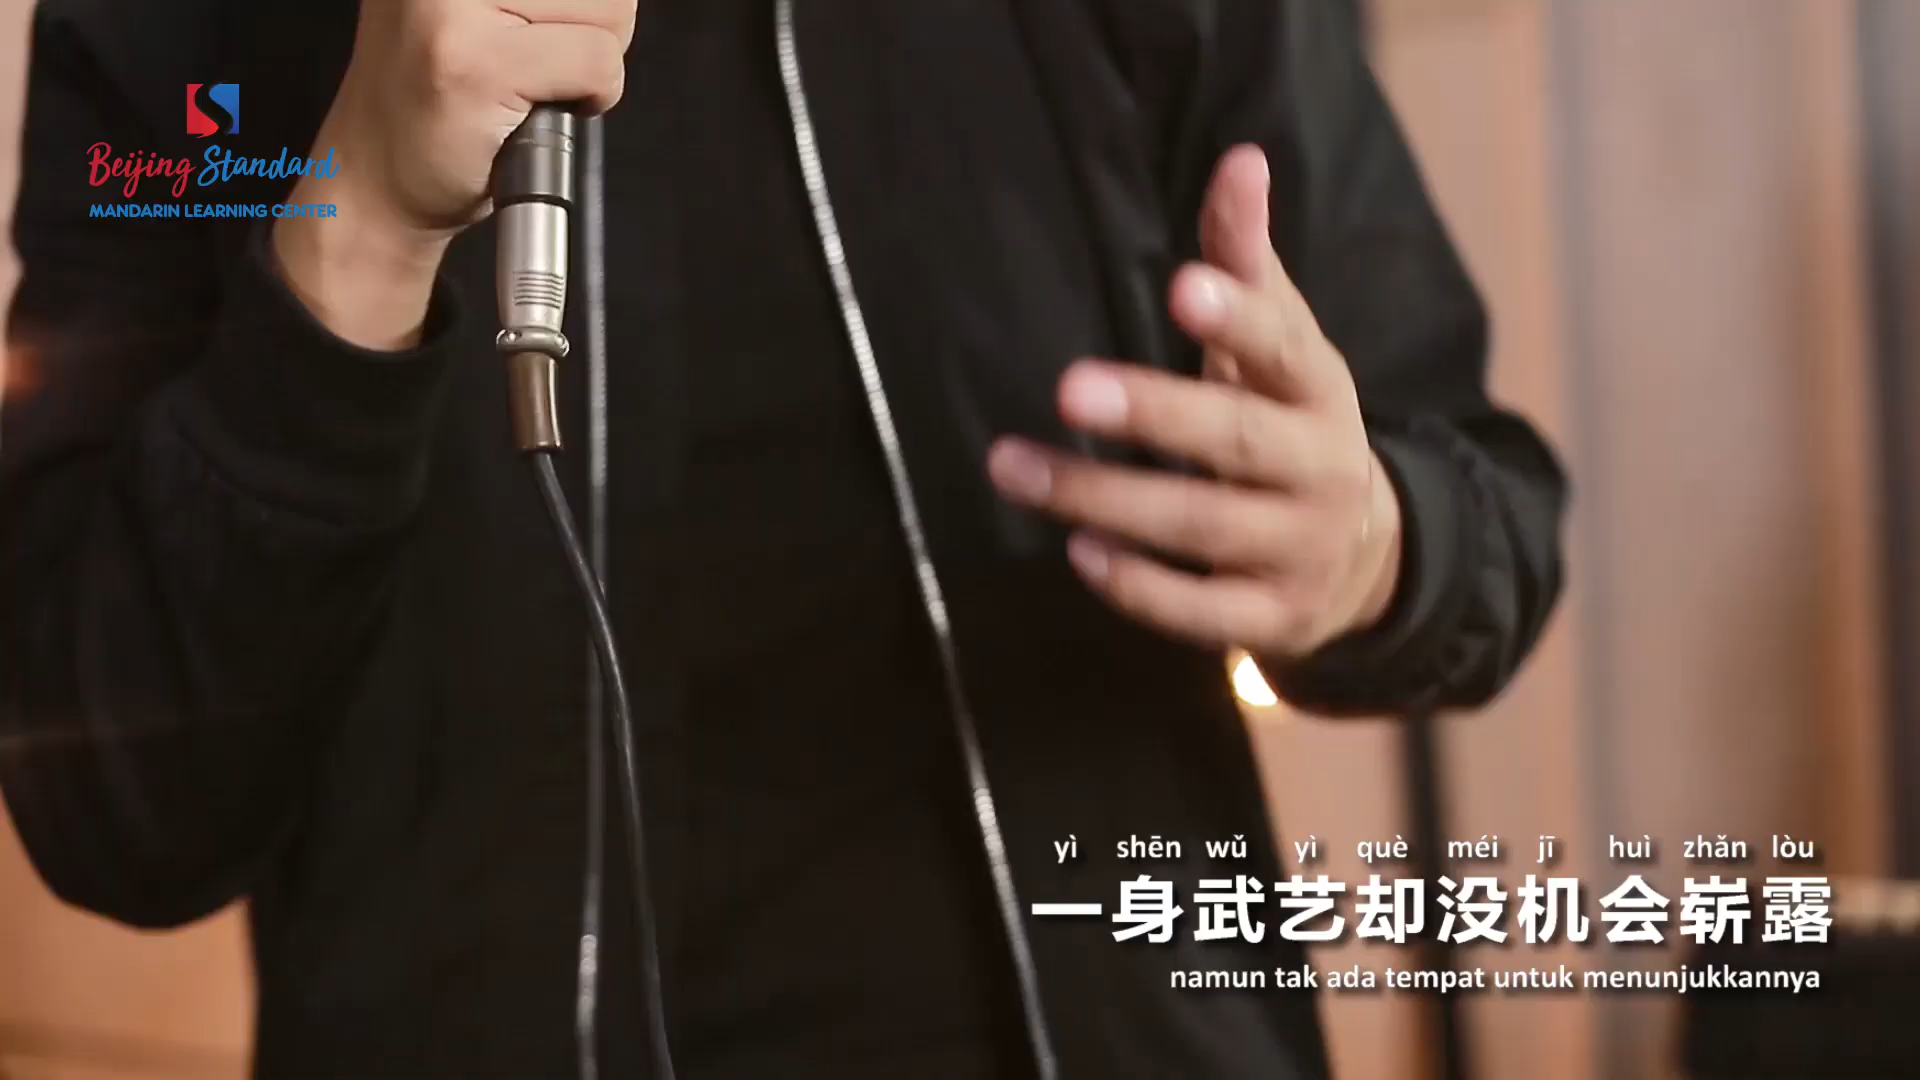 Beijing Standard
MANDARIN LEARNING CENTER
yì shēn wǔ yì què méi jī huì zhǎn lòu
一身武艺却没机会崭露
namun tak ada tempat untuk menunjukkannya